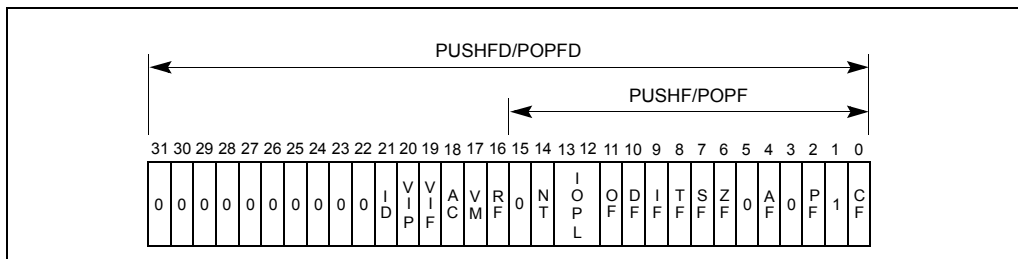 PUSHFD/POPFD
PUSHF/POPF
31 30 29 28 27 26 25 24 23 22 21 20 19 18 17 16 15 14 13 12 11 10 9 8 7 6 5 4 3 2 1 0
0 0 0 0 0 0 0 0 0 0 ID VIP VIF AC VM RF 0 NT IOPL OF DF IF TF SF ZF 0 AF 0 PF 1 CF